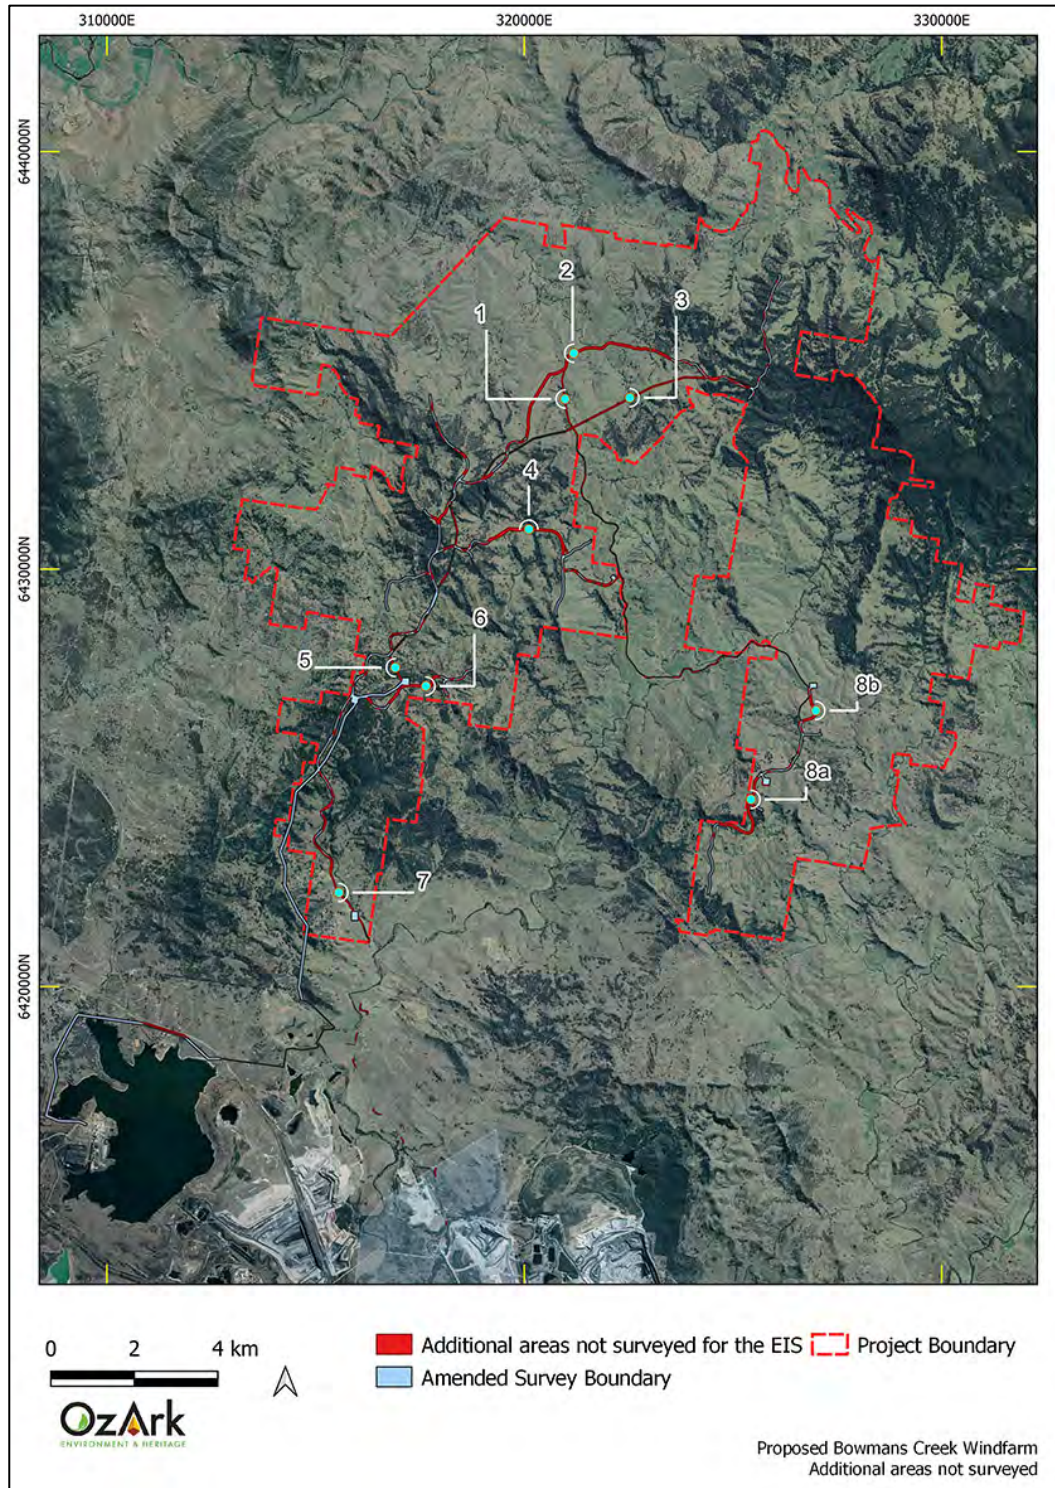 310000E
320000E
330000E
6440000N
6430000N
6420000N
1
2
3
4
5
6
7
8b
8a
0 2 4 km
Additional areas not surveyed for the EIS
Project Boundary
Amended Survey Boundary
OzArk
ENVIRONMENT & HERITAGE
Proposed Bowmans Creek Windfarm
Additional areas not surveyed